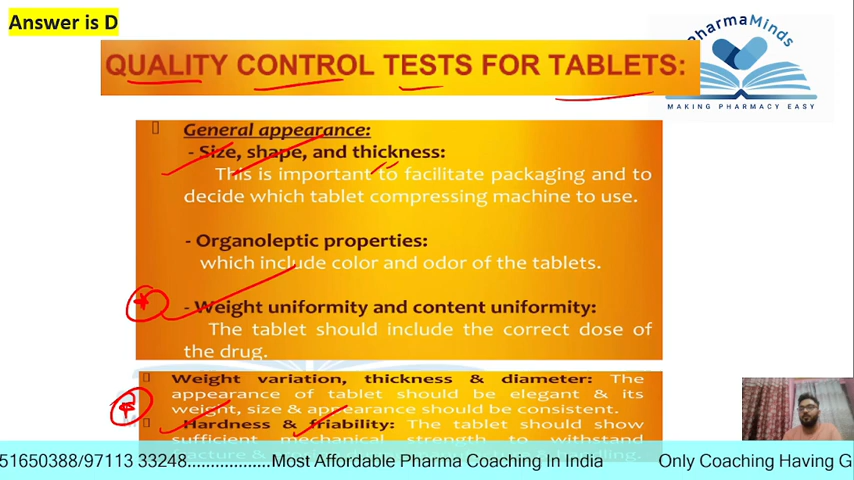 Answer is D
PharmaMinds
MAKING PHARMACY EASY
QUALITY CONTROL TESTS FOR TABLETS:
General appearance:
- Size, shape, and thickness:
This is important to facilitate packaging and to
decide which tablet compressing machine to use.
- Organoleptic properties:
which include color and odor of the tablets.
- Weight uniformity and content uniformity:
The tablet should include the correct dose of
the drug.
Weight variation, thickness & diameter: The
appearance of tablet should be elegant & its
weight, size & appearance should be consistent.
Hardness & friability: The tablet should show
sufficient mechanical strength to withstand
51650388/97113 33248...................Most Affordable Pharma Coaching In India
Only Coaching Having G